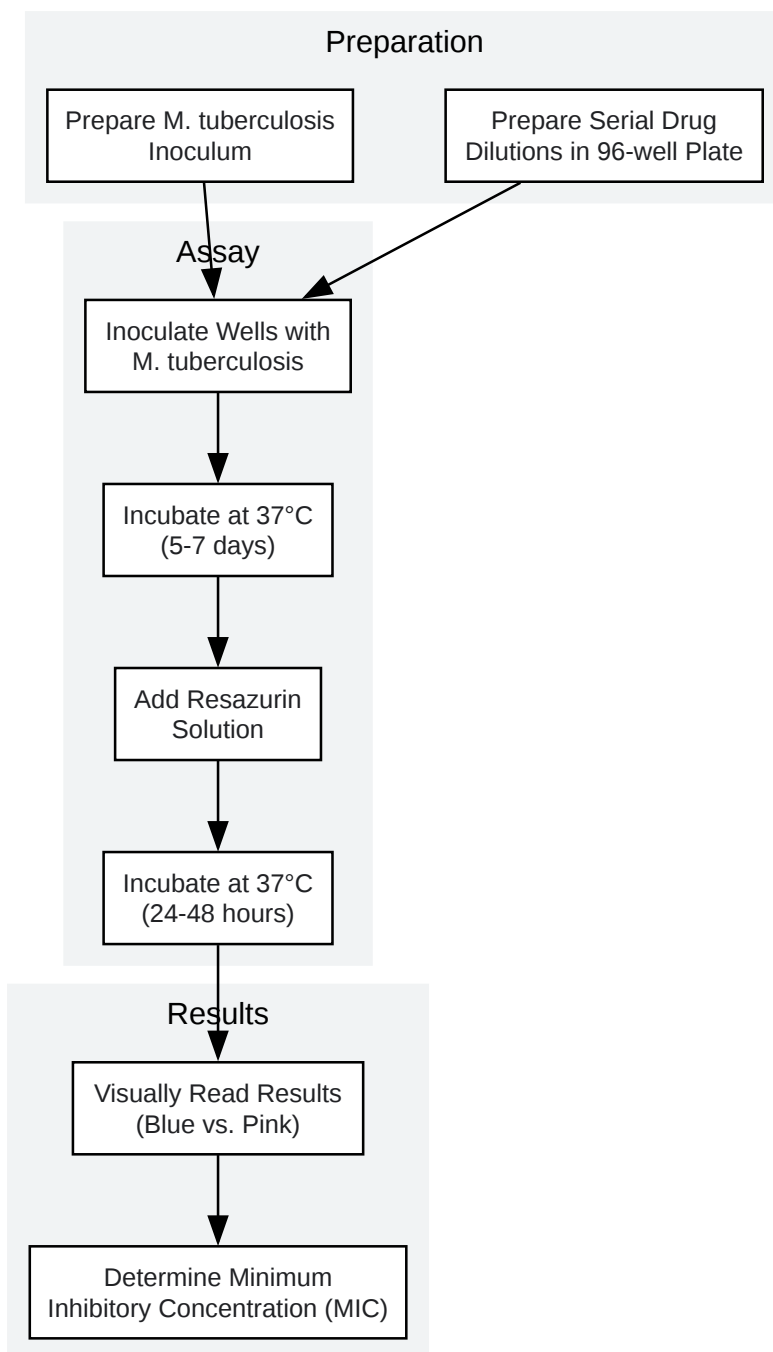 Preparation
Prepare M. tuberculosis
Inoculum
Prepare Serial Drug
Dilutions in 96-well Plate
Assay
Inoculate Wells with
M. tuberculosis
Incubate at 37°C
(5-7 days)
Add Resazurin
Solution
Incubate at 37°C
(24-48 hours)
Results
Visually Read Results
(Blue vs. Pink)
Determine Minimum
Inhibitory Concentration (MIC)